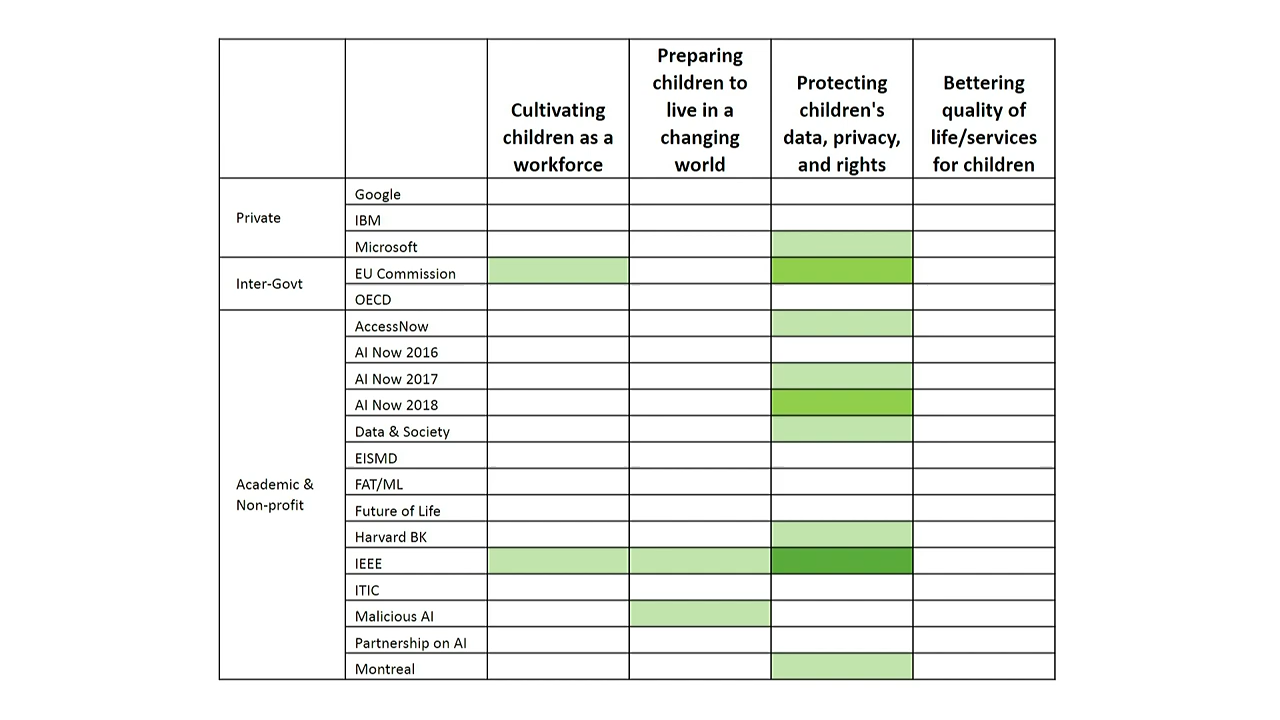 Cultivating
children as a
workforce
Preparing
children to
live in a
changing
world
Protecting
children's
data, privacy,
and rights
Bettering
quality of
life/services
for children
Private
Google
IBM
Microsoft
Inter-Govt
EU Commission
OECD
Academic &
Non-profit
AccessNow
AI Now 2016
AI Now 2017
AI Now 2018
Data & Society
EISMD
FAT/ML
Future of Life
Harvard BK
IEEE
ITIC
Malicious AI
Partnership on AI
Montreal